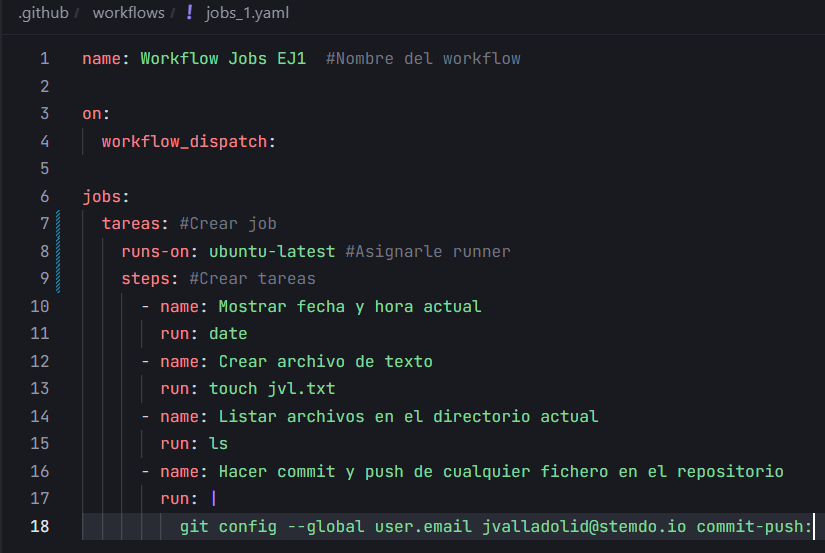 .github / workflows / ! jobs_1.yaml
1 name: Workflow Jobs EJ1  #Nombre del workflow
2
3 on:
4   workflow_dispatch:
5
6 jobs:
7   tareas: #Crear job
8     runs-on: ubuntu-latest #Asignarle runner
9     steps: #Crear tareas
10       - name: Mostrar fecha y hora actual
11         run: date
12       - name: Crear archivo de texto
13         run: touch jvl.txt
14       - name: Listar archivos en el directorio actual
15         run: ls
16       - name: Hacer commit y push de cualquier fichero en el repositorio
17         run: |
18           git config --global user.email jvalladolid@stemdo.io commit-push: